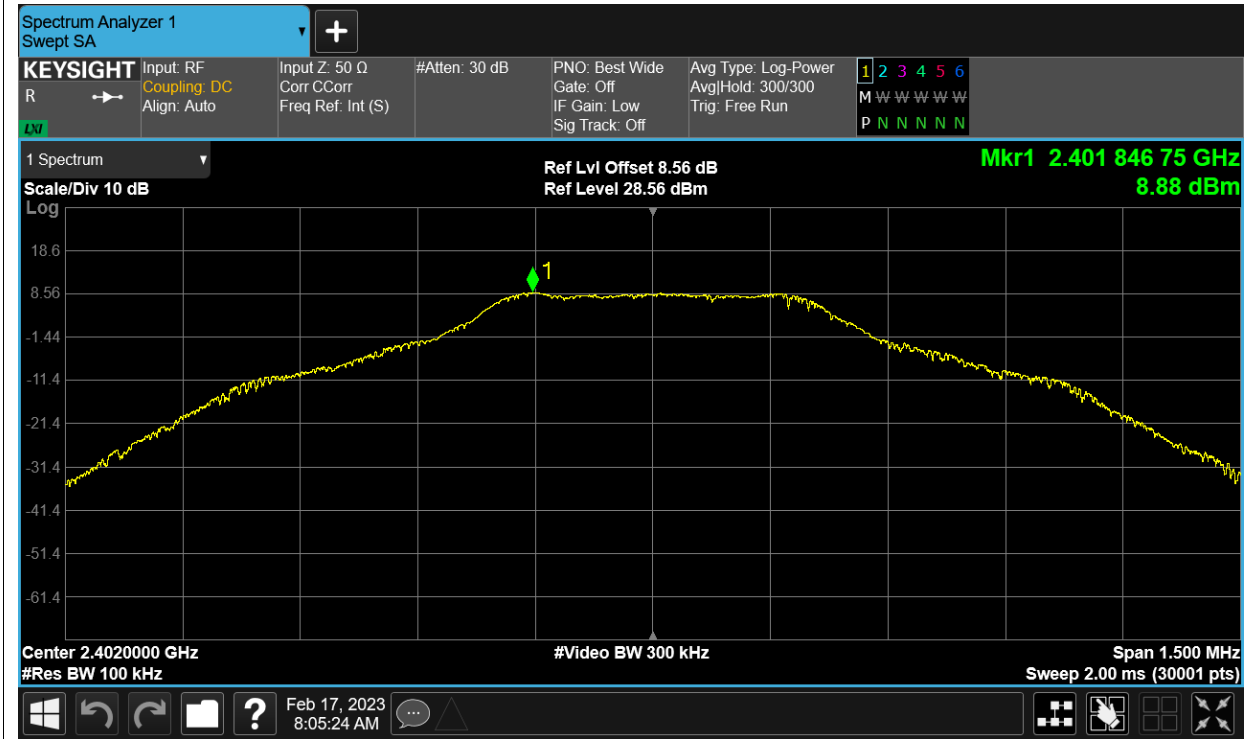 Spectrum Analyzer 1
Swept SA
KEYSIGHT
R
LXI
Input: RF
Coupling: DC
Align: Auto
Input Z: 50 Ω
Corr CCorr
Freq Ref: Int (S)
#Atten: 30 dB
PNO: Best Wide
Gate: Off
IF Gain: Low
Sig Track: Off
Avg Type: Log-Power
Avg|Hold: 300/300
Trig: Free Run
1 2 3 4 5 6
M W W W W W
P N N N N N N
1 Spectrum
Scale/Div 10 dB
Log
Ref Lvl Offset 8.56 dB
Ref Level 28.56 dBm
Mkr1 2.401 846 75 GHz
8.88 dBm
1
18.6
8.56
-1.44
-11.4
-21.4
-31.4
-41.4
-51.4
-61.4
Center 2.4020000 GHz
#Video BW 300 kHz
Span 1.500 MHz
#Res BW 100 kHz
Sweep 2.00 ms (30001 pts)
?
Feb 17, 2023
8:05:24 AM